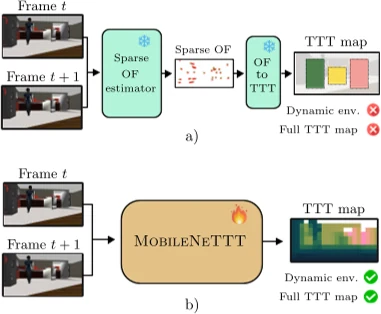 Frame t
Frame t + 1
Sparse
OF
estimator
Sparse OF
OF
to
TTT
TTT map
Dynamic env.
Full TTT map
a)
Frame t
Frame t + 1
MOBILENETTT
TTT map
Dynamic env.
Full TTT map
b)